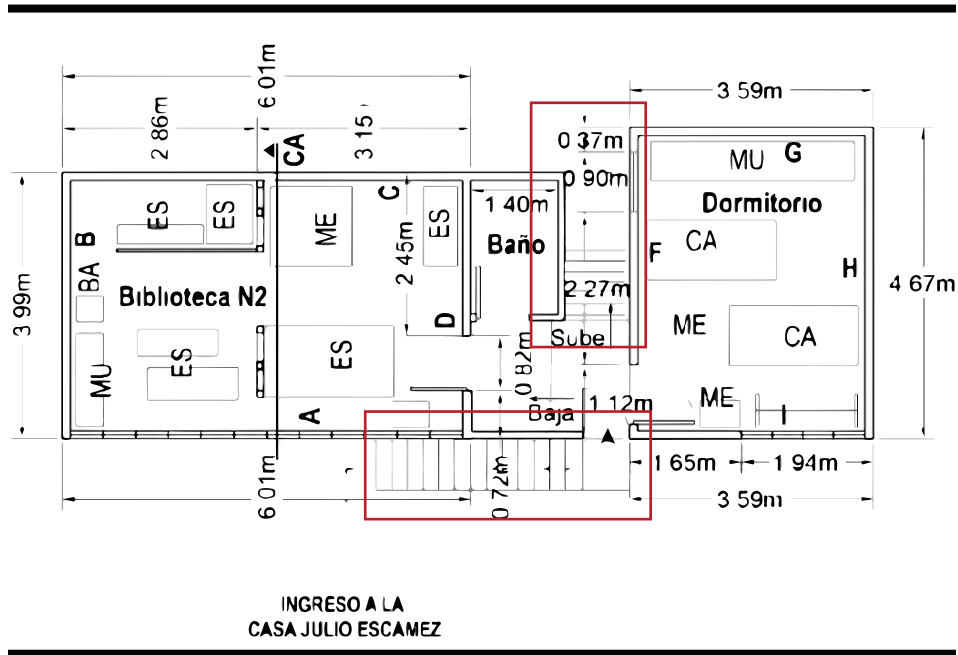 6 01m
3 59m
2 86m
3 15
CA
0 37m
MU
G
0 90m
ES
ES
ME
C
ES
1 40m
Dormitorio
B
2 45m
Baño
F
CA
H
BA
Biblioteca N2
3 99m
2 27m
4 67m
D
ME
CA
Sube
MU
ES
ES
0 82m
ME
A
Baja
1 12m
I
0 72m
1 65m
1 94m
6 01m
3 59m
INGRESO A LA
CASA JULIO ESCAMEZ